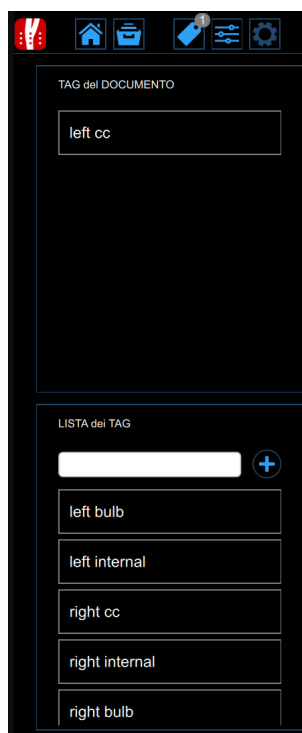 1
TAG del DOCUMENTO
left cc
LISTA dei TAG
left bulb
left internal
right cc
right internal
right bulb